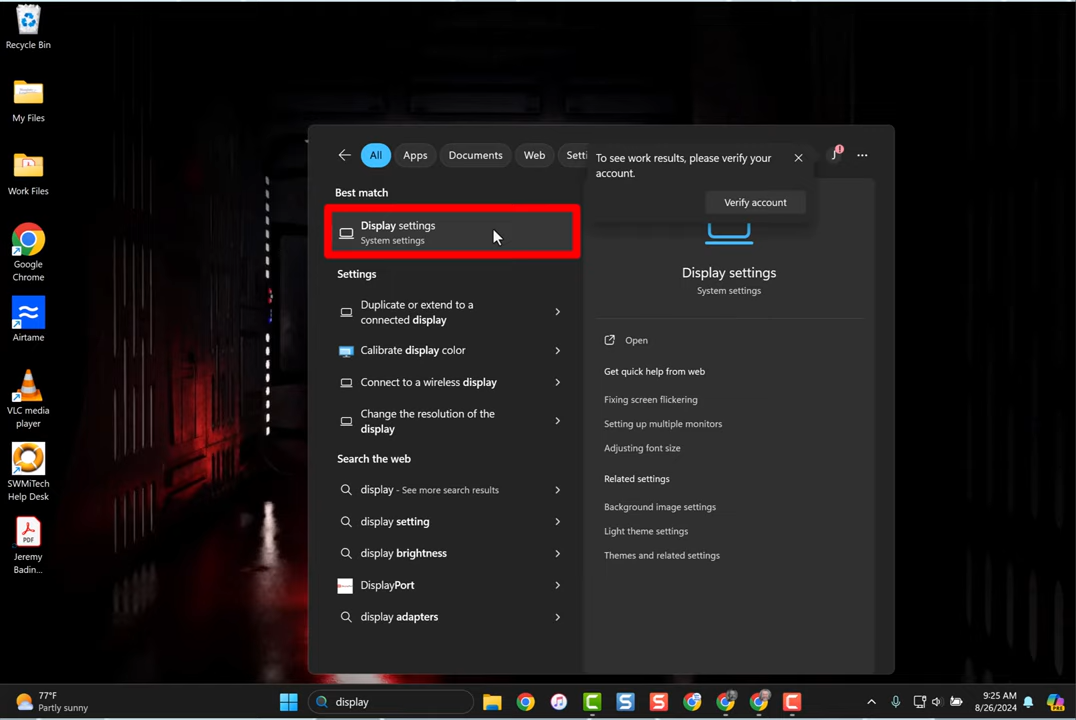 Recycle Bin
My Files
Work Files
Google
Chrome
Airtame
VLC media
player
SWMiTech
Help Desk
PDF
Jeremy
Badin...
All
Apps
Documents
Web
Setti
To see work results, please verify your
account.
Verify account
Best match
Display settings
System settings
Settings
Duplicate or extend to a
connected display
Calibrate display color
Connect to a wireless display
Change the resolution of the
display
Search the web
display - See more search results
display setting
display brightness
DisplayPort
display adapters
Display settings
System settings
Open
Get quick help from web
Fixing screen flickering
Setting up multiple monitors
Adjusting font size
Related settings
Background image settings
Light theme settings
Themes and related settings
77°F
Partly sunny
display
9:25 AM
8/26/2024